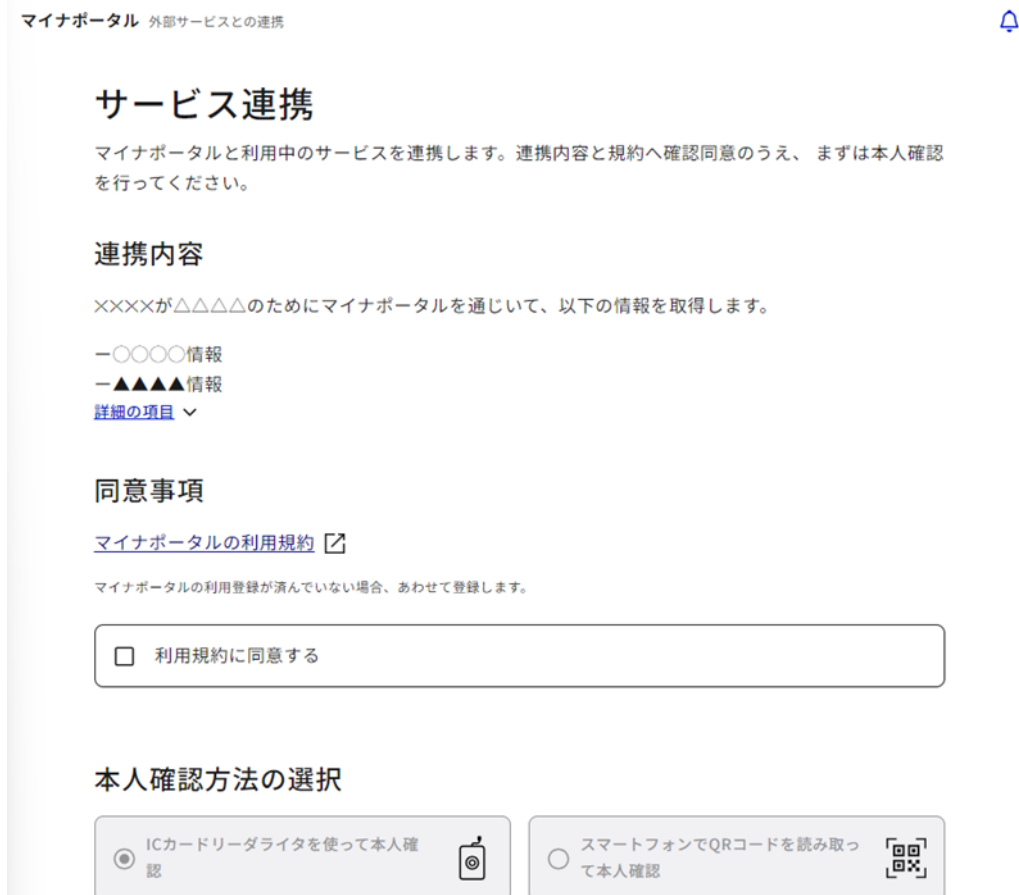 マイナポータル 外部サービスとの連携
サービス連携
マイナポータルと利用中のサービスを連携します。連携内容と規約へ確認同意のうえ、 まずは本人確認
を行ってください。
連携内容
××××が△△△△のためにマイナポータルを通じいて、以下の情報を取得します。
ー○○○○情報
ー▲▲▲▲情報
詳細の項目
同意事項
マイナポータルの利用規約
マイナポータルの利用登録が済んでいない場合、あわせて登録します。
利用規約に同意する
本人確認方法の選択
ICカードリーダライタを使って本人確
認
スマートフォンでQRコードを読み取っ
て本人確認